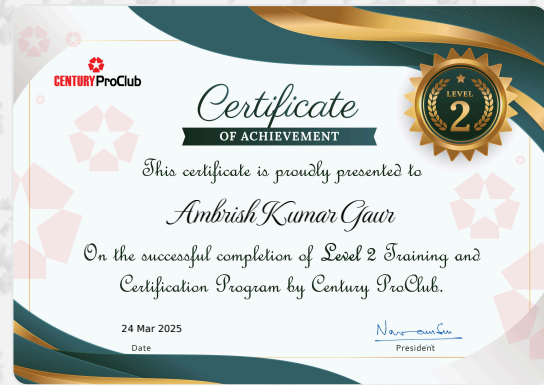 CENTURY ProClub
LEVEL
2
Certificate
OF ACHIEVEMENT
This certificate is proudly presented to
Ambrish Kumar Gaur
On the successful completion of Level 2 Training and
Certification Program by Century ProClub.
24 Mar 2025
Date
President